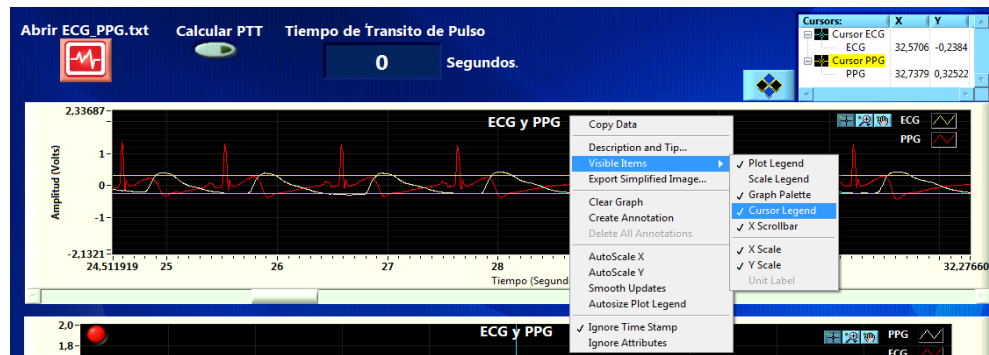 Abrir ECG_PPG.txt
Calcular PTT
Tiempo de Transito de Pulso
0
Segundos.
Cursors: X Y
Cursor ECG
ECG 32,5706 -0,2384
Cursor PPG
PPG 32,7379 0,32522
ECG y PPG
ECG
PPG
Amplitud (Volts)
2,33687
1
0
-1
-2,1321
24,511919 25 26 27 28 32,27660
Tiempo (Segund
Copy Data
Description and Tip...
Visible Items
Export Simplified Image...
Clear Graph
Create Annotation
Delete All Annotations
AutoScale X
AutoScale Y
Smooth Updates
Autosize Plot Legend
Ignore Time Stamp
Ignore Attributes
Plot Legend
Scale Legend
Graph Palette
Cursor Legend
X Scrollbar
X Scale
Y Scale
Unit Label
2,0
1,8
ECG y PPG
PPG
ECG